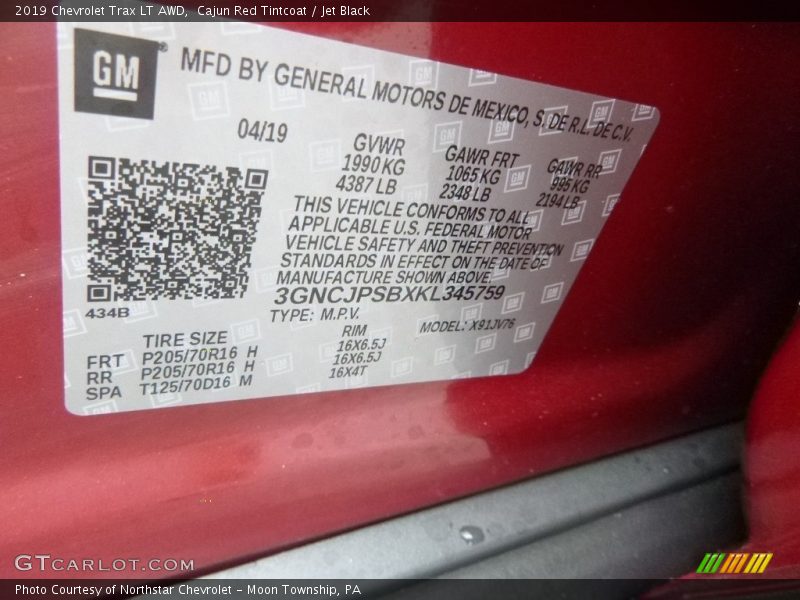 2019 Chevrolet Trax LT AWD, Cajun Red Tintcoat / Jet Black
GM®
MFD BY GENERAL MOTORS DE MEXICO, S. DE R.L. DE C.V.
04/19
GVWR
1990 KG
4387 LB
GAWR FRT
1065 KG
2348 LB
GAWR RR
995 KG
2194 LB
THIS VEHICLE CONFORMS TO ALL
APPLICABLE U.S. FEDERAL MOTOR
VEHICLE SAFETY AND THEFT PREVENTION
STANDARDS IN EFFECT ON THE DATE OF
MANUFACTURE SHOWN ABOVE.
3GNCJPSBXKL345759
434B
TYPE: M.P.V. MODEL: X91JV76
TIRE SIZE RIM
FRT P205/70R16 H 16X6.5J
RR P205/70R16 H 16X6.5J
SPA T125/70D16 M 16X4T
GTCARLOT.COM
Photo Courtesy of Northstar Chevrolet - Moon Township, PA